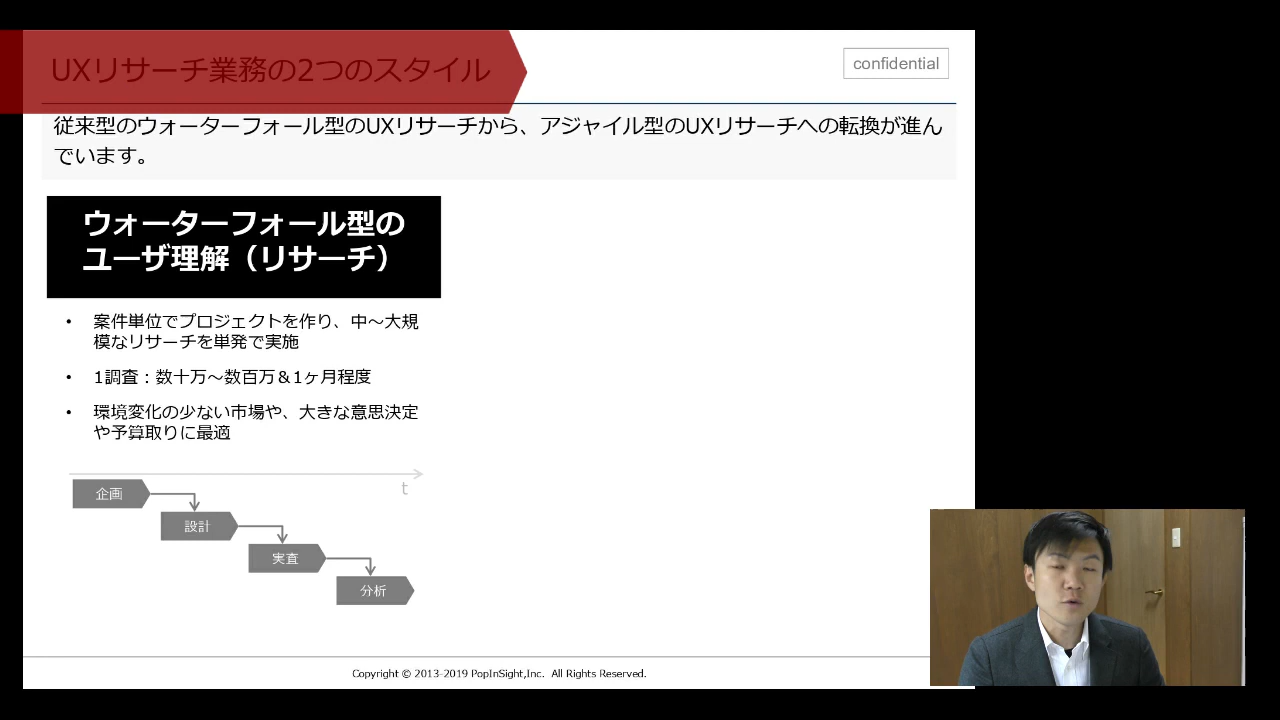 UXリサーチ業務の2つのスタイル
confidential
従来型のウォーターフォール型のUXリサーチから、アジャイル型のUXリサーチへの転換が進ん
でいます。
ウォーターフォール型の
ユーザ理解（リサーチ）
• 案件単位でプロジェクトを作り、中～大規
模なリサーチを単発で実施
• 1調査：数十万～数百万＆1ヶ月程度
• 環境変化の少ない市場や、大きな意思決定
や予算取りに最適
t
企画
設計
実査
分析
Copyright © 2013-2019 PopInSight,Inc. All Rights Reserved.